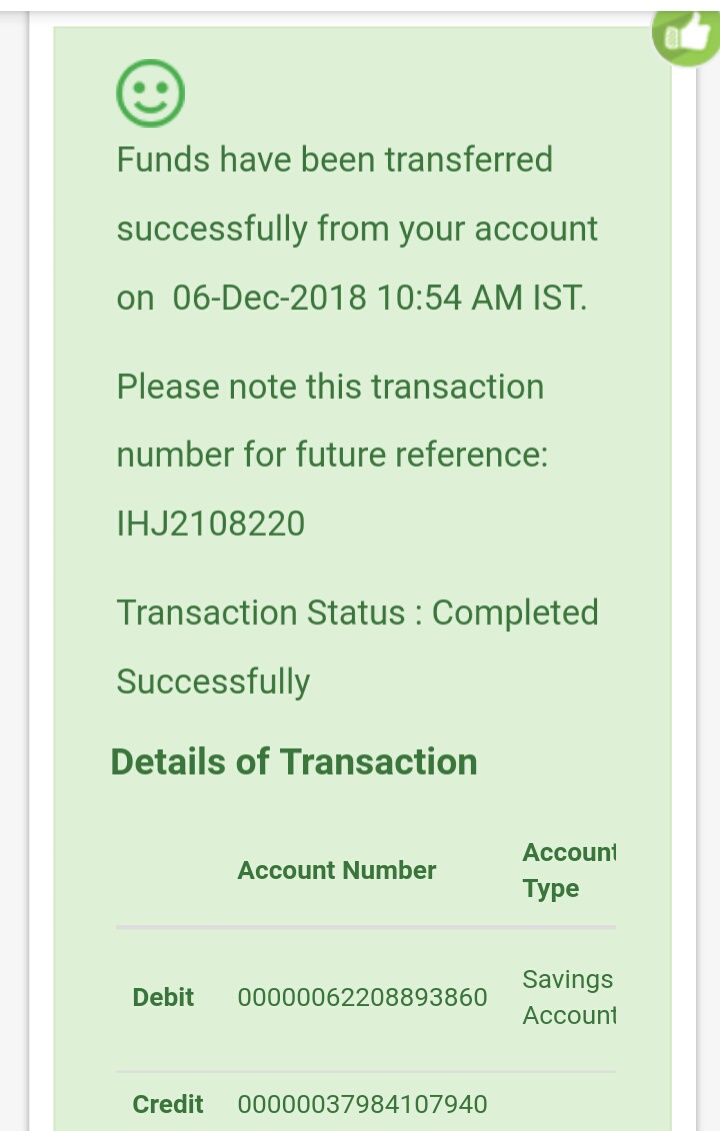 Funds have been transferred
successfully from your account
on  06-Dec-2018 10:54 AM IST.
Please note this transaction
number for future reference:
IHJ2108220
Transaction Status : Completed
Successfully
Details of Transaction
Account Number Account Type
Debit 00000062208893860 Savings Account
Credit 00000037984107940